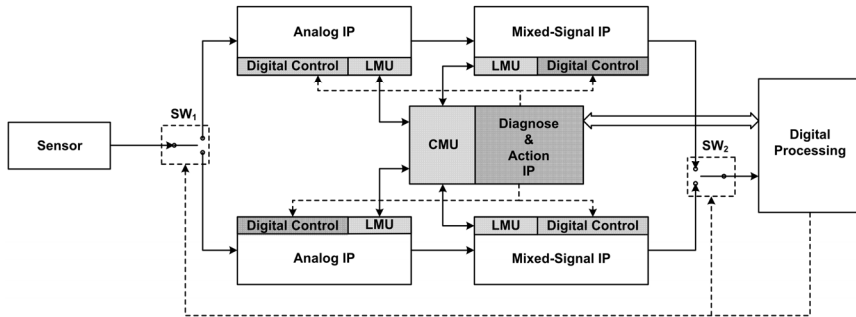 Analog IP
Mixed-Signal IP
Digital Control
LMU
LMU
Digital Control
SW1
Sensor
CMU
Diagnose
&
Action
IP
SW2
Digital
Processing
Digital Control
LMU
LMU
Digital Control
Analog IP
Mixed-Signal IP